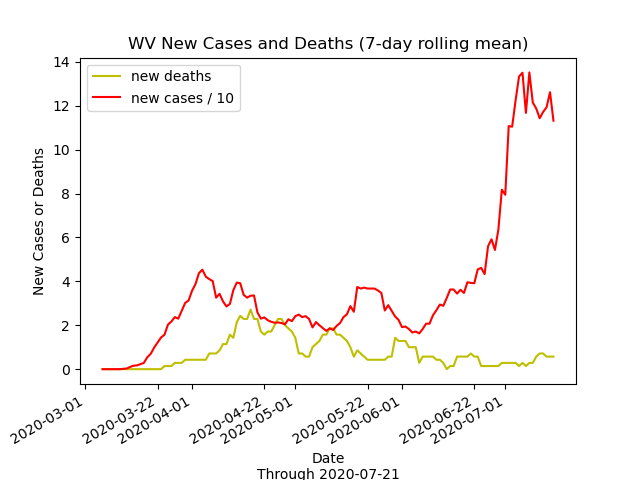 WV New Cases and Deaths (7-day rolling mean)
new deaths
new cases / 10
14
12
10
8
6
4
2
0
New Cases or Deaths
2020-03-01
2020-03-22
2020-04-01
2020-04-22
2020-05-01
2020-05-22
2020-06-01
2020-06-22
2020-07-01
Date
Through 2020-07-21